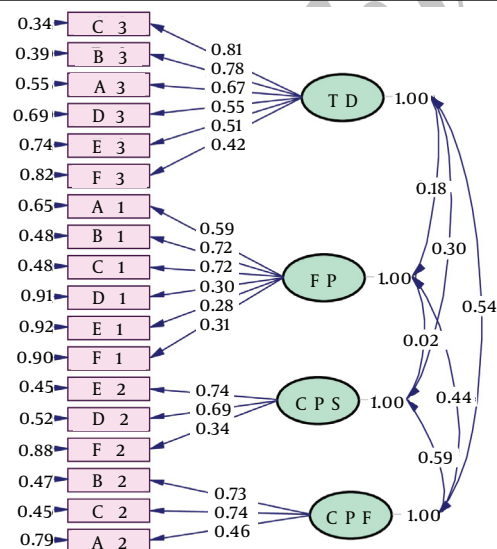 0.34 C 3
0.39 B 3
0.55 A 3
0.69 D 3
0.74 E 3
0.82 F 3
0.65 A 1
0.48 B 1
0.48 C 1
0.91 D 1
0.92 E 1
0.90 F 1
0.45 E 2
0.52 D 2
0.88 F 2
0.47 B 2
0.45 C 2
0.79 A 2
0.81
0.78
0.67
0.55
0.51
0.42
0.59
0.72
0.72
0.30
0.28
0.31
0.74
0.69
0.34
0.73
0.74
0.46
T D 1.00
F P 1.00
C P S 1.00
C P F 1.00
0.18
0.30
0.54
0.02
0.44
0.59